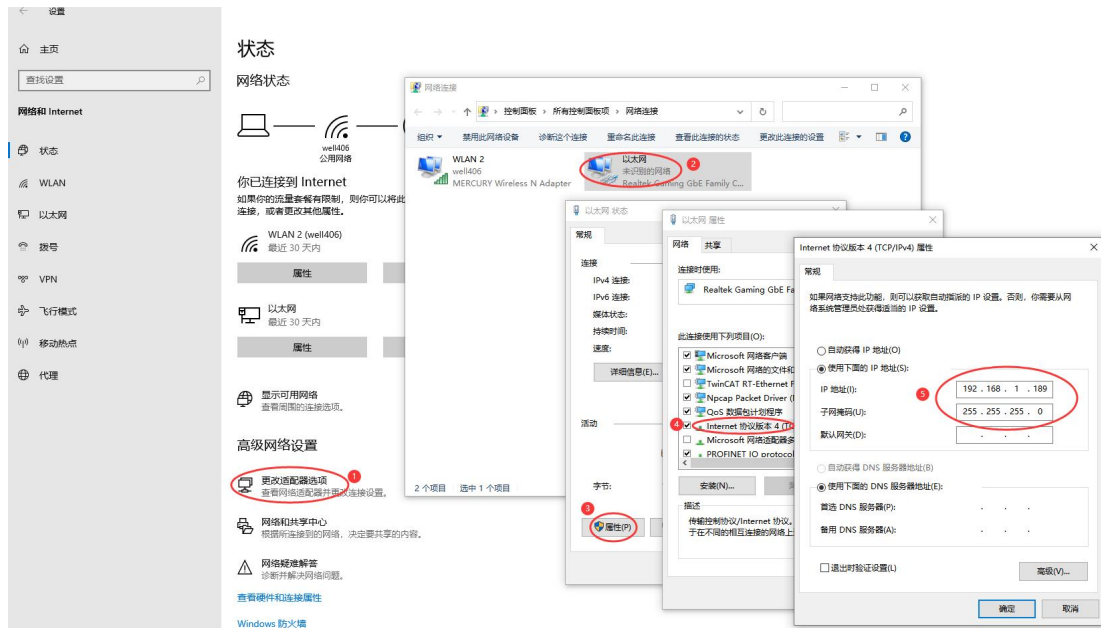 设置
主页
查找设置
网络和 Internet
状态
WLAN
以太网
拨号
VPN
飞行模式
移动热点
代理
状态
网络状态
well406
公用网络
你已连接到 Internet
如果你的流量套餐有限制，则你可以将此
连接，或者更改其他属性。
WLAN 2 (well406)
最近 30 天内
属性
以太网
最近 30 天内
属性
显示可用网络
查看周围的连接选项。
高级网络设置
更改适配器选项
1
查看网络适配器并更改连接设置。
网络和共享中心
根据所连接到的网络，决定要共享的内容。
网络疑难解答
诊断并解决网络问题。
查看硬件和连接属性
Windows 防火墙
网络连接
控制面板 › 所有控制面板项 › 网络连接
组织 禁用此网络设备 诊断这个连接 重命名此连接 查看此连接的状态 更改此连接的设置
WLAN 2
well406
MERCURY Wireless N Adapter
以太网
2
未识别的网络
Realtek Gaming GbE Family C...
2 个项目 选中 1 个项目
以太网 状态
常规
连接
IPv4 连接:
IPv6 连接:
媒体状态:
持续时间:
速度:
详细信息(E)...
活动
字节:
3
属性(P)
以太网 属性
网络 共享
连接时使用:
Realtek Gaming GbE Fa
此连接使用下列项目(O):
Microsoft 网络客户端
Microsoft 网络的文件和
TwinCAT RT-Ethernet F
Npcap Packet Driver (
QoS 数据包计划程序
4
Internet 协议版本 4 (TC
Microsoft 网络适配器多
PROFINET IO protocol
安装(N)...
描述
传输控制协议/Internet 协议。
于在不同的相互连接的网络上
Internet 协议版本 4 (TCP/IPv4) 属性
常规
如果网络支持此功能，则可以获取自动指派的 IP 设置。否则，你需要从网
络系统管理员处获得适当的 IP 设置。
自动获得 IP 地址(O)
使用下面的 IP 地址(S):
IP 地址(I): 192 . 168 . 1 . 189
5
子网掩码(U): 255 . 255 . 255 . 0
默认网关(D): . . .
自动获得 DNS 服务器地址(B)
使用下面的 DNS 服务器地址(E):
首选 DNS 服务器(P): . . .
备用 DNS 服务器(A): . . .
退出时验证设置(L)
高级(V)...
确定 取消